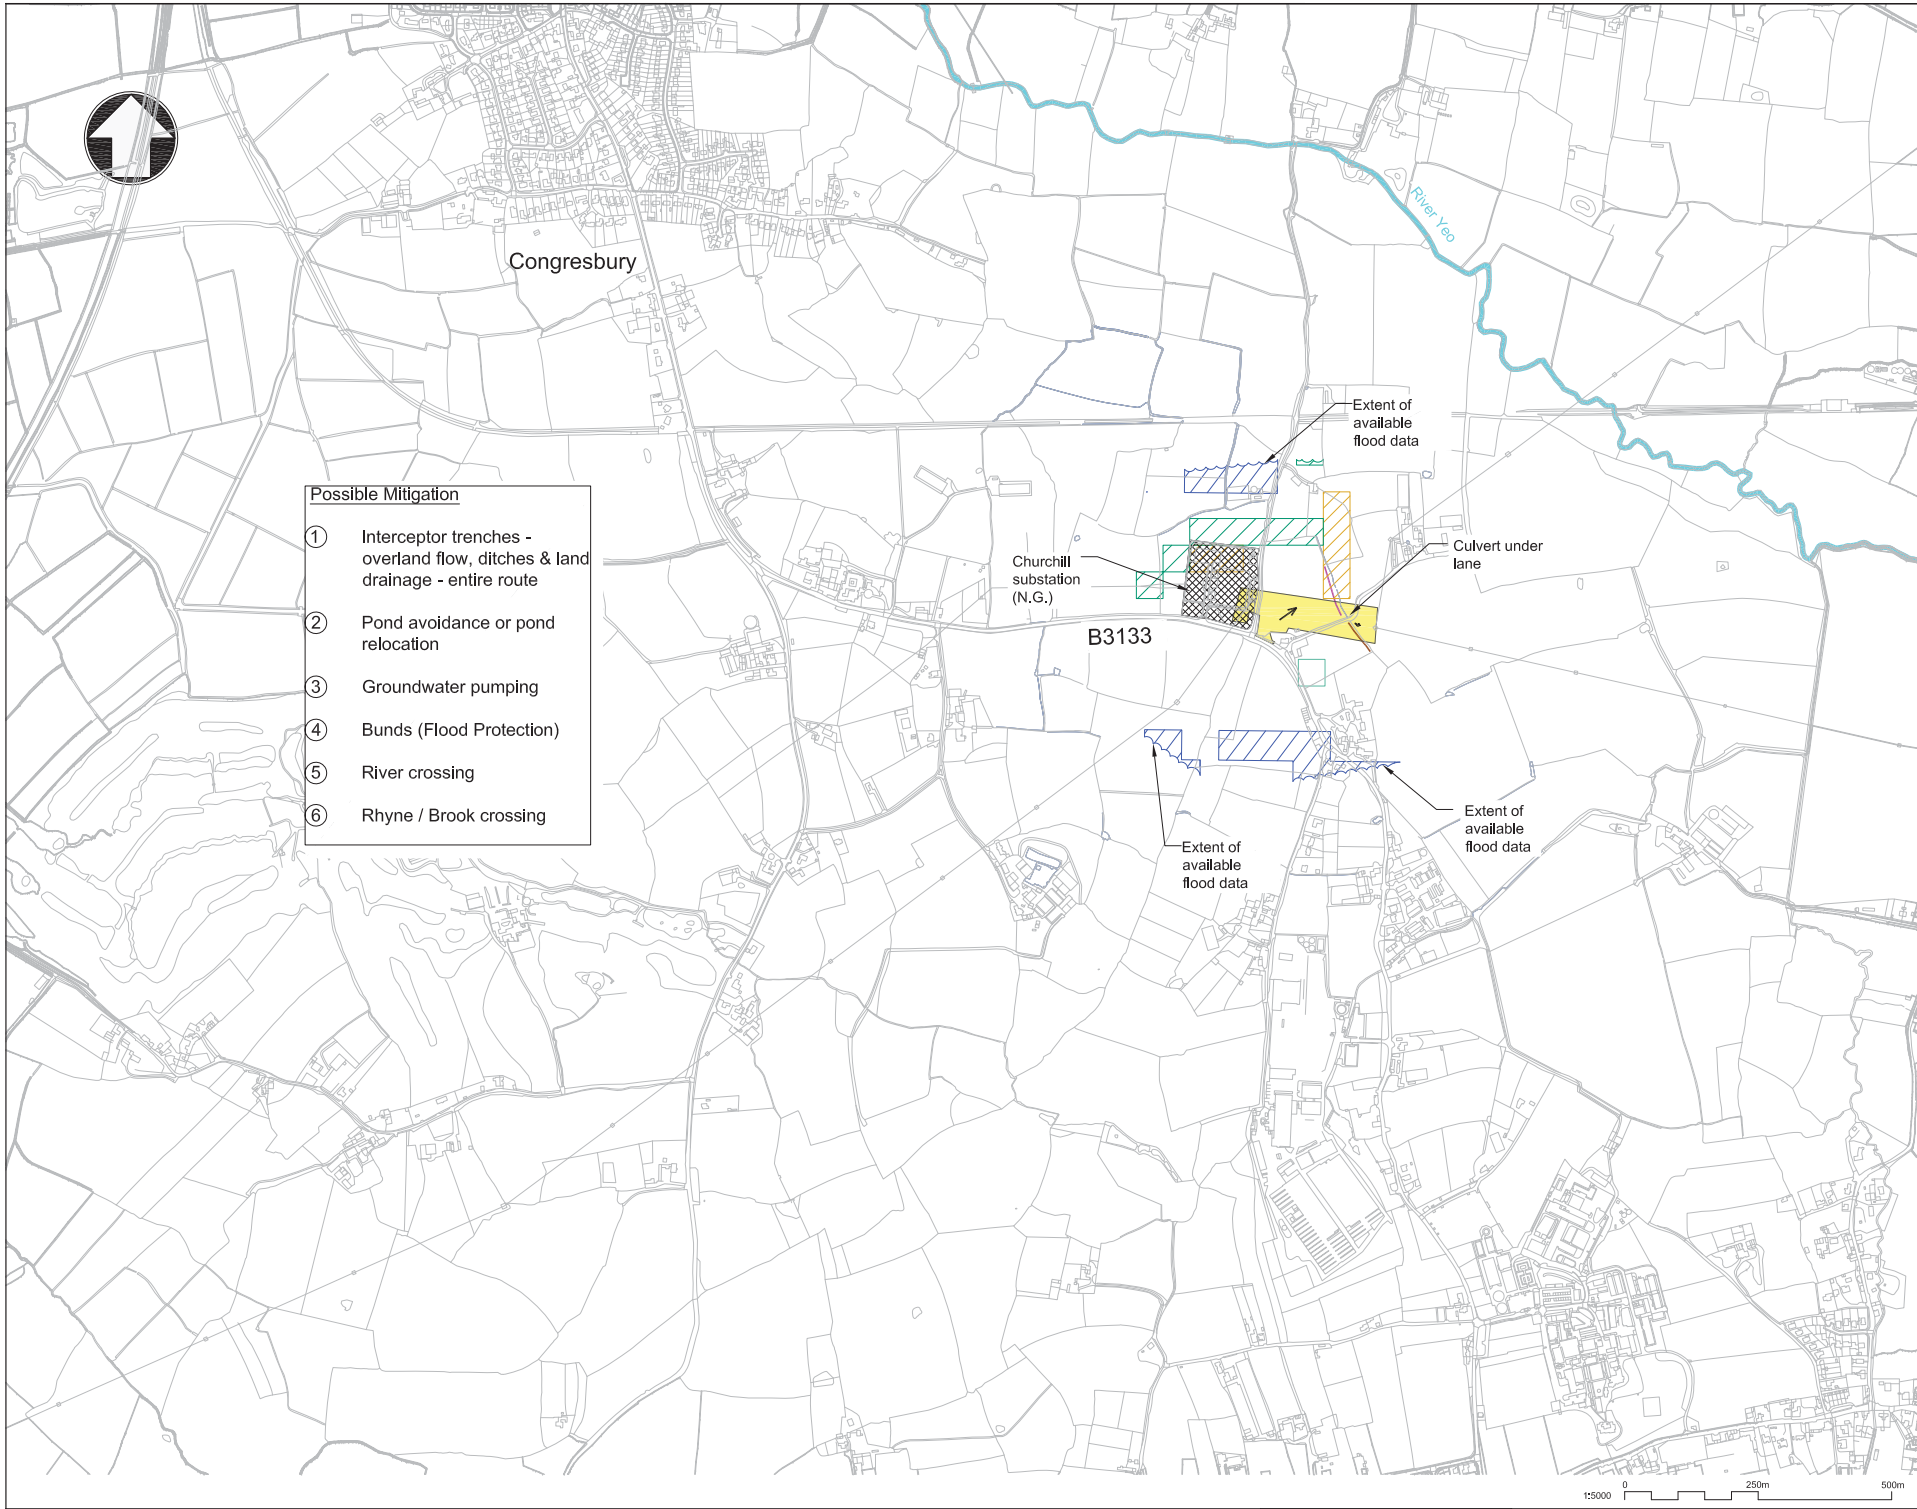 River Yeo
Congresbury
Extent of
available
flood data
Possible Mitigation
1 Interceptor trenches -
overland flow, ditches & land
drainage - entire route
2 Pond avoidance or pond
relocation
3 Groundwater pumping
4 Bunds (Flood Protection)
5 River crossing
6 Rhyne / Brook crossing
Churchill
substation
(N.G.)
Culvert under
lane
B3133
Extent of
available
flood data
Extent of
available
flood data
1:5000
0 250m 500m